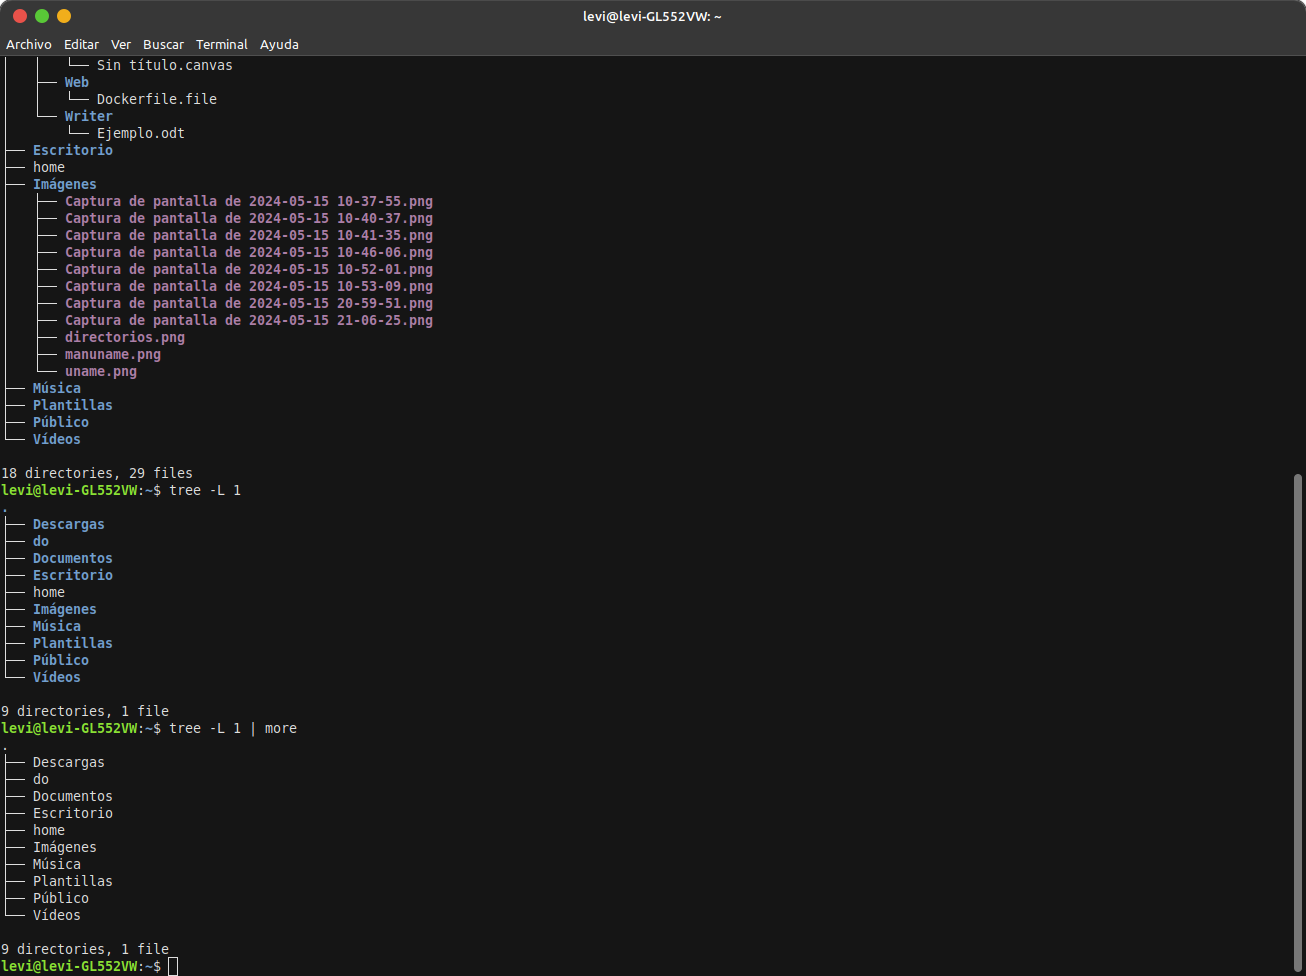 levi@levi-GL552VW: ~
Archivo Editar Ver Buscar Terminal Ayuda
│   │   └── Sin título.canvas
│   ├── Web
│   │   └── Dockerfile.file
│   └── Writer
│       └── Ejemplo.odt
├── Escritorio
├── home
├── Imágenes
│   ├── Captura de pantalla de 2024-05-15 10-37-55.png
│   ├── Captura de pantalla de 2024-05-15 10-40-37.png
│   ├── Captura de pantalla de 2024-05-15 10-41-35.png
│   ├── Captura de pantalla de 2024-05-15 10-46-06.png
│   ├── Captura de pantalla de 2024-05-15 10-52-01.png
│   ├── Captura de pantalla de 2024-05-15 10-53-09.png
│   ├── Captura de pantalla de 2024-05-15 20-59-51.png
│   ├── Captura de pantalla de 2024-05-15 21-06-25.png
│   ├── directorios.png
│   ├── manuname.png
│   └── uname.png
├── Música
├── Plantillas
├── Público
└── Vídeos
18 directories, 29 files
levi@levi-GL552VW:~$ tree -L 1
.
├── Descargas
├── do
├── Documentos
├── Escritorio
├── home
├── Imágenes
├── Música
├── Plantillas
├── Público
└── Vídeos
9 directories, 1 file
levi@levi-GL552VW:~$ tree -L 1 | more
.
├── Descargas
├── do
├── Documentos
├── Escritorio
├── home
├── Imágenes
├── Música
├── Plantillas
├── Público
└── Vídeos
9 directories, 1 file
levi@levi-GL552VW:~$